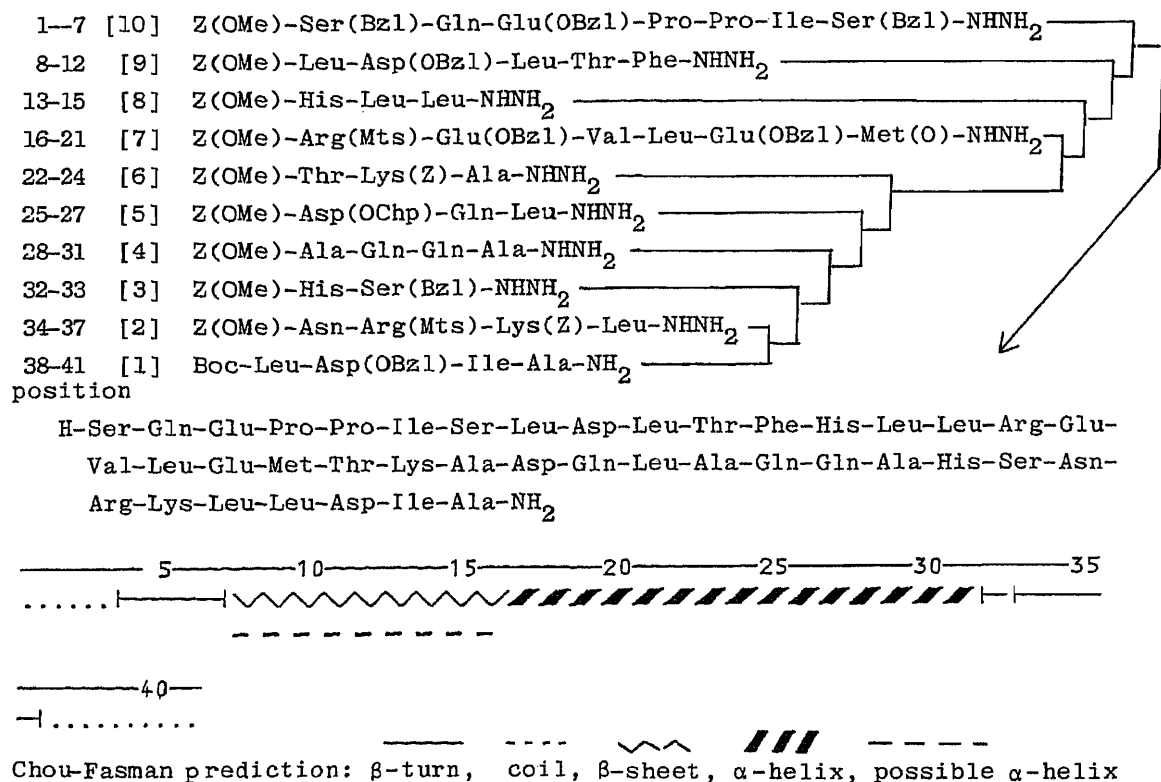 1--7 [10] Z(OMe)-Ser(Bzl)-Gln-Glu(OBzl)-Pro-Pro-Ile-Ser(Bzl)-NHNH2
8-12 [9] Z(OMe)-Leu-Asp(OBzl)-Leu-Thr-Phe-NHNH2
13-15 [8] Z(OMe)-His-Leu-Leu-NHNH2
16-21 [7] Z(OMe)-Arg(Mts)-Glu(OBzl)-Val-Leu-Glu(OBzl)-Met(O)-NHNH2
22-24 [6] Z(OMe)-Thr-Lys(Z)-Ala-NHNH2
25-27 [5] Z(OMe)-Asp(OChp)-Gln-Leu-NHNH2
28-31 [4] Z(OMe)-Ala-Gln-Gln-Ala-NHNH2
32-33 [3] Z(OMe)-His-Ser(Bzl)-NHNH2
34-37 [2] Z(OMe)-Asn-Arg(Mts)-Lys(Z)-Leu-NHNH2
38-41 [1] Boc-Leu-Asp(OBzl)-Ile-Ala-NH2
position
H-Ser-Gln-Glu-Pro-Pro-Ile-Ser-Leu-Asp-Leu-Thr-Phe-His-Leu-Leu-Arg-Glu-
Val-Leu-Glu-Met-Thr-Lys-Ala-Asp-Gln-Leu-Ala-Gln-Gln-Ala-His-Ser-Asn-
Arg-Lys-Leu-Leu-Asp-Ile-Ala-NH2
5 10 15 20 25 30 35
40
Chou-Fasman prediction: β-turn, coil, β-sheet, α-helix, possible α-helix